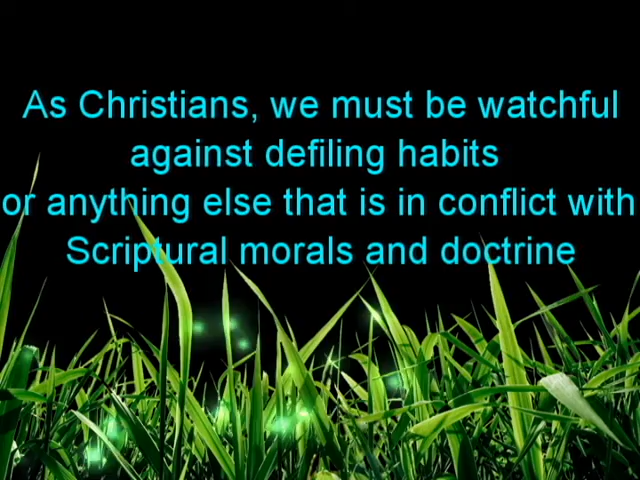 As Christians, we must be watchful
against defiling habits
or anything else that is in conflict with
Scriptural morals and doctrine